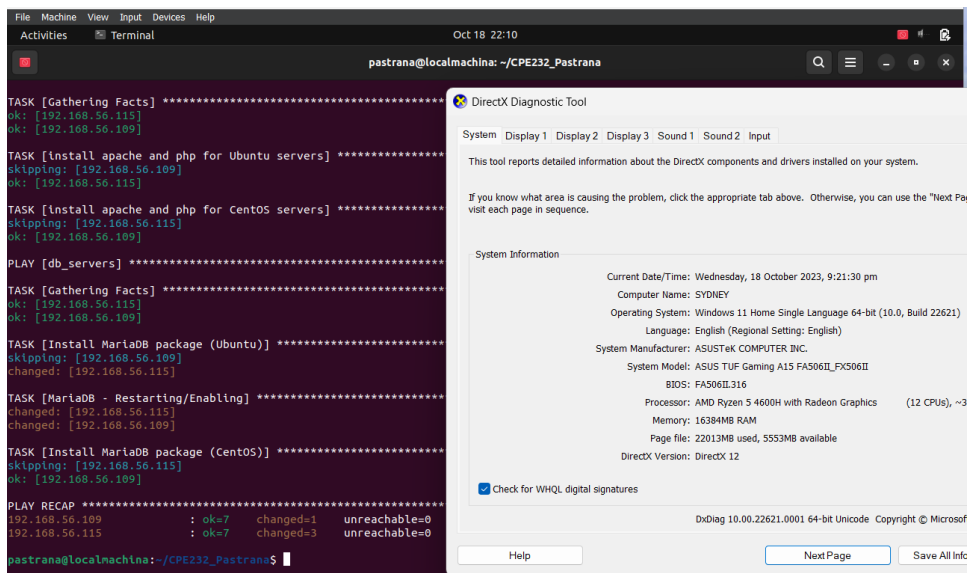 File Machine View Input Devices Help
Activities Terminal Oct 18 22:10
pastrana@localmachina: ~/CPE232_Pastrana
TASK [Gathering Facts] ******************************************
ok: [192.168.56.115]
ok: [192.168.56.109]
TASK [install apache and php for Ubuntu servers] ****************
skipping: [192.168.56.109]
ok: [192.168.56.115]
TASK [install apache and php for CentOS servers] ****************
skipping: [192.168.56.115]
ok: [192.168.56.109]
PLAY [db_servers] ***********************************************
TASK [Gathering Facts] ******************************************
ok: [192.168.56.115]
ok: [192.168.56.109]
TASK [Install MariaDB package (Ubuntu)] *************************
skipping: [192.168.56.109]
changed: [192.168.56.115]
TASK [MariaDB - Restarting/Enabling] ****************************
changed: [192.168.56.115]
changed: [192.168.56.109]
TASK [Install MariaDB package (CentOS)] *************************
skipping: [192.168.56.115]
ok: [192.168.56.109]
PLAY RECAP ******************************************************
192.168.56.109 : ok=7 changed=1 unreachable=0
192.168.56.115 : ok=7 changed=3 unreachable=0
pastrana@localmachina:~/CPE232_Pastrana$
DirectX Diagnostic Tool
System Display 1 Display 2 Display 3 Sound 1 Sound 2 Input
This tool reports detailed information about the DirectX components and drivers installed on your system.
If you know what area is causing the problem, click the appropriate tab above. Otherwise, you can use the "Next Pag
visit each page in sequence.
System Information
Current Date/Time: Wednesday, 18 October 2023, 9:21:30 pm
Computer Name: SYDNEY
Operating System: Windows 11 Home Single Language 64-bit (10.0, Build 22621)
Language: English (Regional Setting: English)
System Manufacturer: ASUSTeK COMPUTER INC.
System Model: ASUS TUF Gaming A15 FA506II_FX506II
BIOS: FA506II.316
Processor: AMD Ryzen 5 4600H with Radeon Graphics (12 CPUs), ~3
Memory: 16384MB RAM
Page file: 22013MB used, 5553MB available
DirectX Version: DirectX 12
Check for WHQL digital signatures
DxDiag 10.00.22621.0001 64-bit Unicode Copyright © Microsof
Help Next Page Save All Info